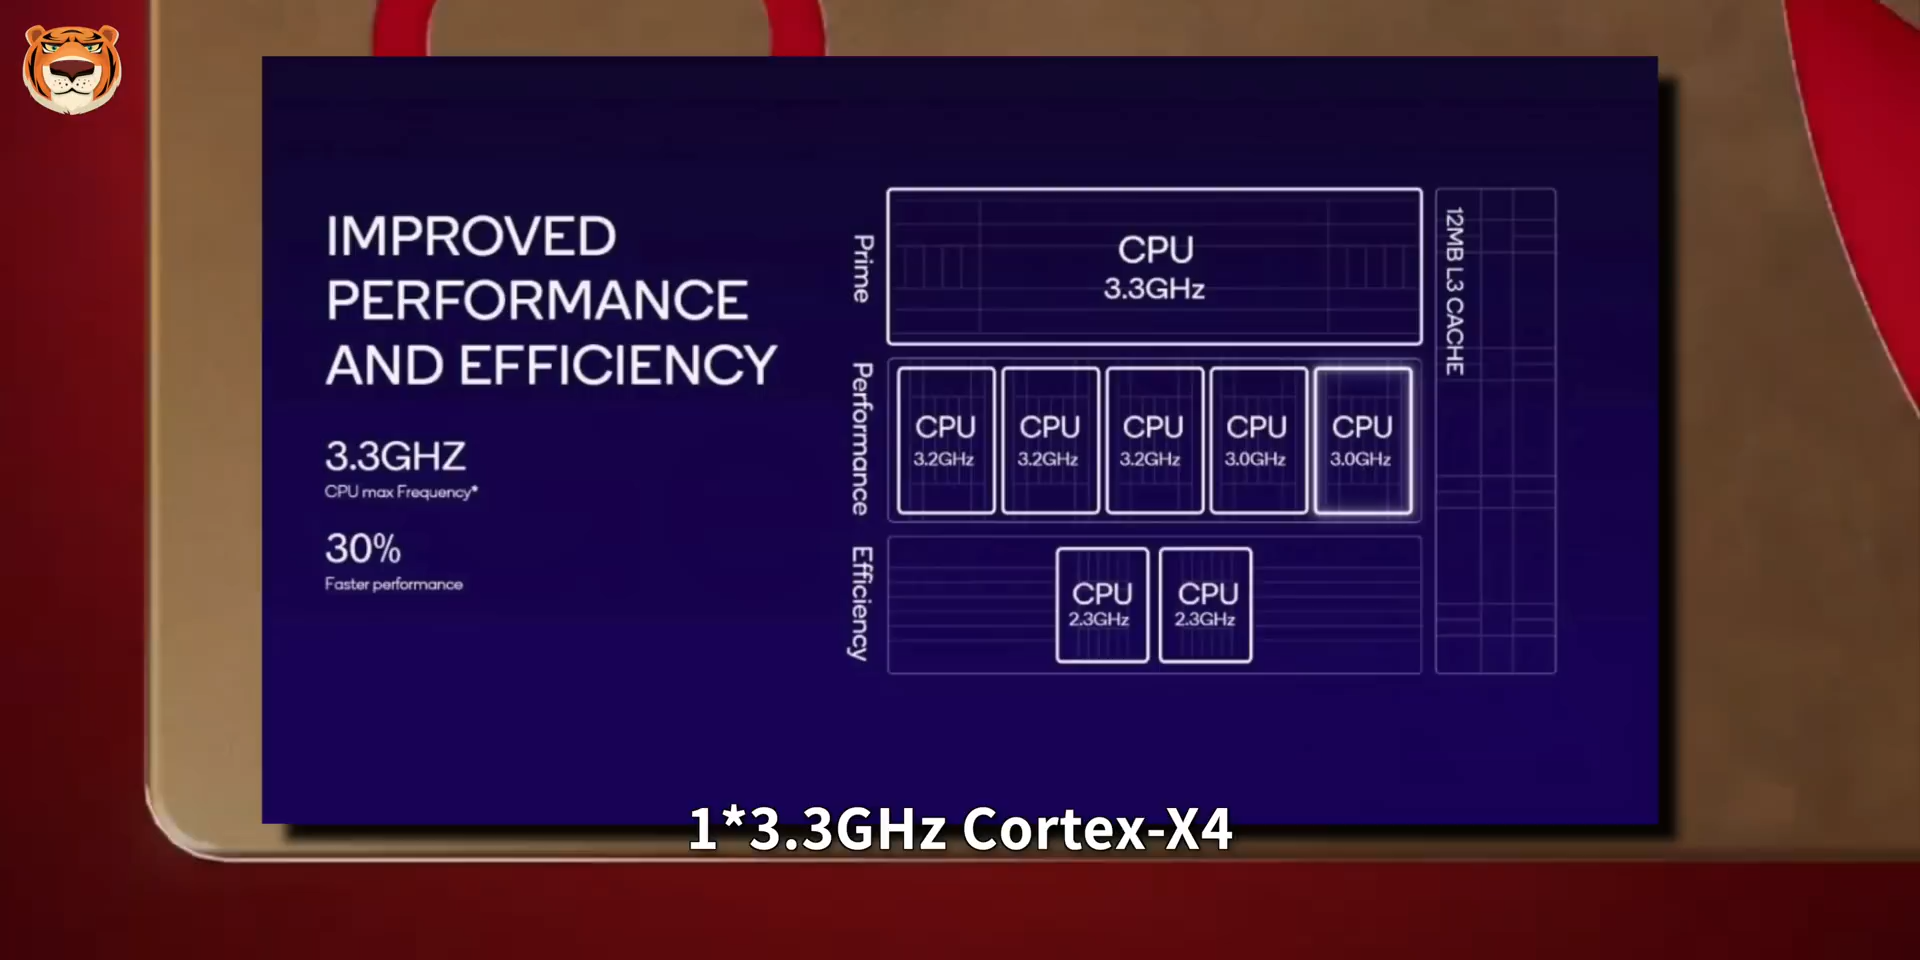 IMPROVED
PERFORMANCE
AND EFFICIENCY
3.3GHZ
CPU max Frequency*
30%
Faster performance
Prime
CPU
3.3GHz
Performance
CPU
3.2GHz
CPU
3.2GHz
CPU
3.2GHz
CPU
3.0GHz
CPU
3.0GHz
Efficiency
CPU
2.3GHz
CPU
2.3GHz
12MB L3 CACHE
1*3.3GHz Cortex-X4